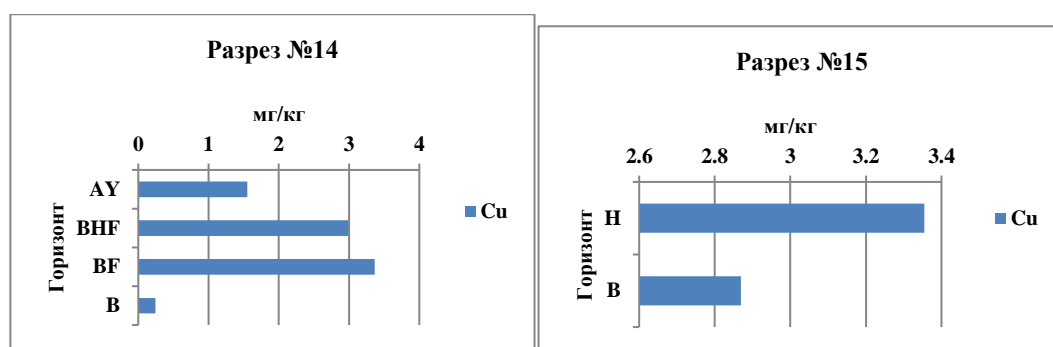 Разрез №14
мг/кг
0 1 2 3 4
AY
BHF
BF
B
Горизонт
Cu
Разрез №15
мг/кг
2.6 2.8 3 3.2 3.4
H
B
Горизонт
Cu